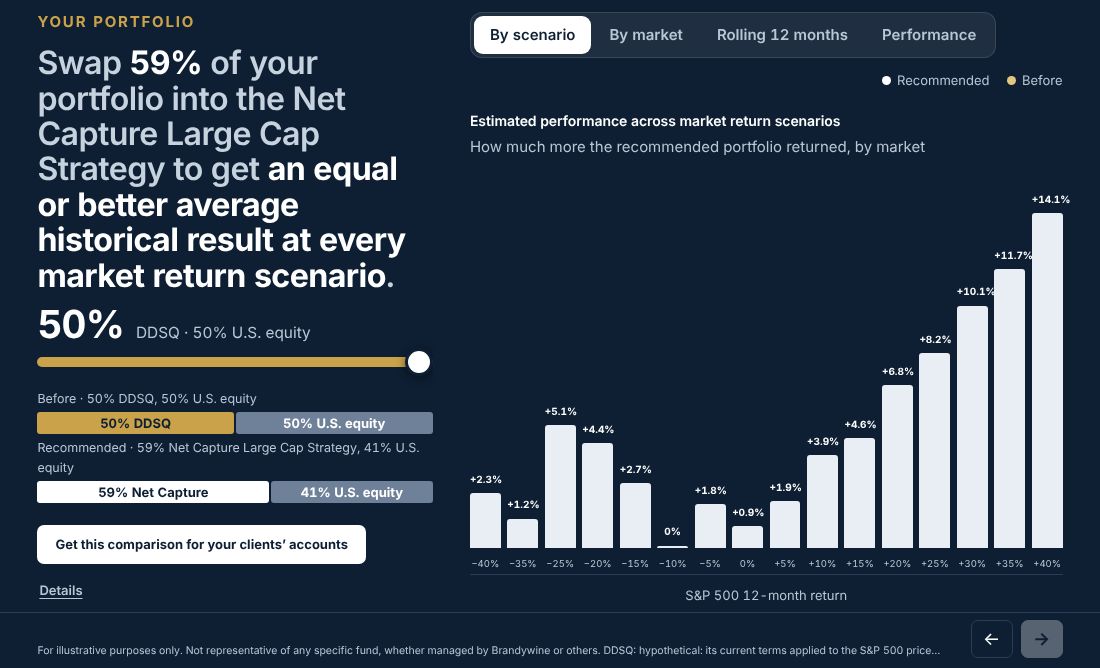 YOUR PORTFOLIO
Swap 59% of your
portfolio into the Net
Capture Large Cap
Strategy to get an equal
or better average
historical result at every
market return scenario.
50% DDSQ · 50% U.S. equity
Before · 50% DDSQ, 50% U.S. equity
50% DDSQ 50% U.S. equity
Recommended · 59% Net Capture Large Cap Strategy, 41% U.S.
equity
59% Net Capture 41% U.S. equity
Get this comparison for your clients’ accounts
Details
By scenario By market Rolling 12 months Performance
Recommended Before
Estimated performance across market return scenarios
How much more the recommended portfolio returned, by market
+2.3% +1.2% +5.1% +4.4% +2.7% 0% +1.8% +0.9% +1.9% +3.9% +4.6% +6.8% +8.2% +10.1% +11.7% +14.1%
−40% −35% −25% −20% −15% −10% −5% 0% +5% +10% +15% +20% +25% +30% +35% +40%
S&P 500 12-month return
For illustrative purposes only. Not representative of any specific fund, whether managed by Brandywine or others. DDSQ: hypothetical: its current terms applied to the S&P 500 price...